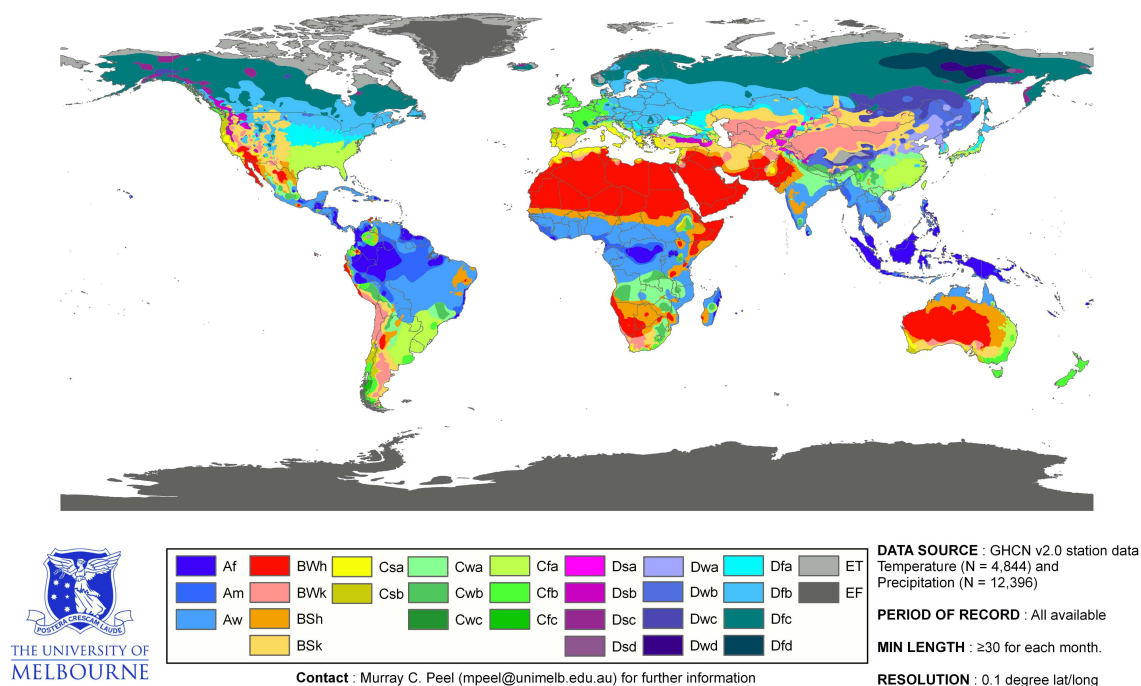 Af
Am
Aw
BWh
BWk
BSh
BSk
Csa
Csb
Cwa
Cwb
Cwc
Cfa
Cfb
Cfc
Dsa
Dsb
Dsc
Dsd
Dwa
Dwb
Dwc
Dwd
Dfa
Dfb
Dfc
Dfd
ET
EF
POSTERA CRESCAM LAUDE
THE UNIVERSITY OF
MELBOURNE
Contact : Murray C. Peel (mpeel@unimelb.edu.au) for further information
DATA SOURCE : GHCN v2.0 station data
Temperature (N = 4,844) and
Precipitation (N = 12,396)
PERIOD OF RECORD : All available
MIN LENGTH : ≥30 for each month.
RESOLUTION : 0.1 degree lat/long